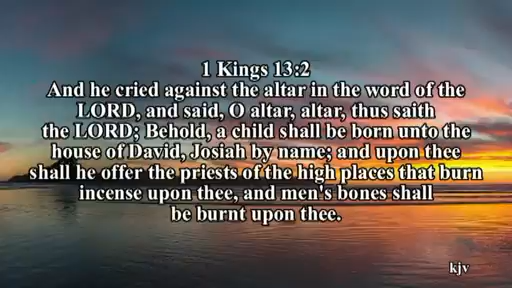 1 Kings 13:2
And he cried against the altar in the word of the
LORD, and said, O altar, altar, thus saith
the LORD; Behold, a child shall be born unto the
house of David, Josiah by name; and upon thee
shall he offer the priests of the high places that burn
incense upon thee, and men's bones shall
be burnt upon thee.
kjv